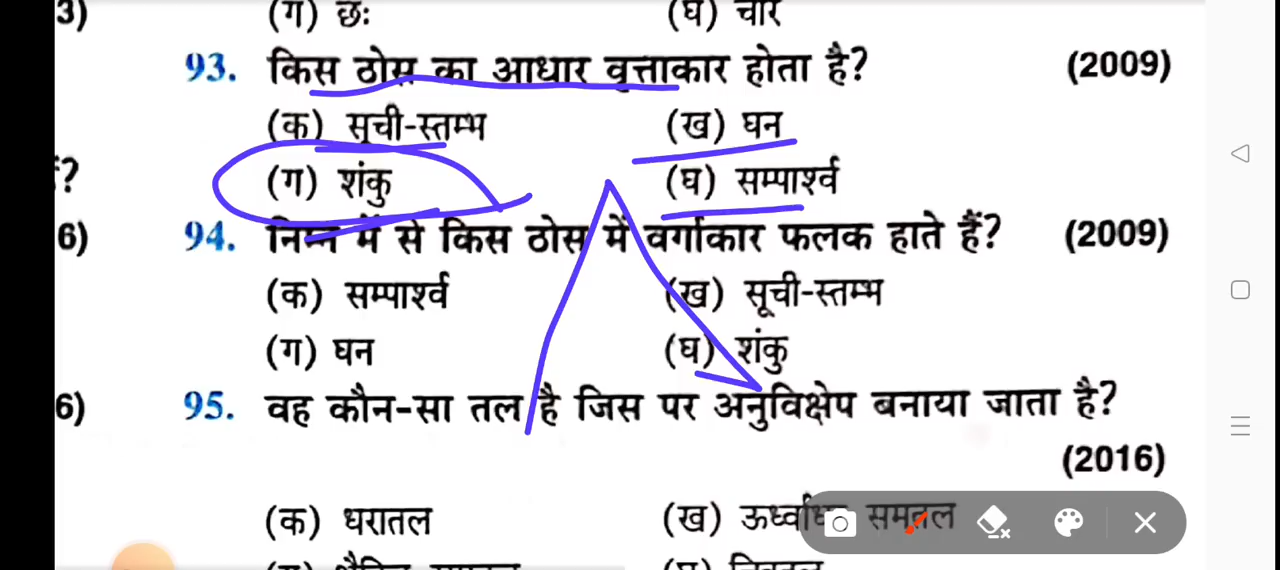 3) (ग) छः (घ) चार
93. किस ठोस का आधार वृत्ताकार होता है? (2009)
(क) सूची-स्तम्भ (ख) घन
?
(ग) शंकु (घ) सम्पार्श्व
6) 94. निम्न में से किस ठोस में वर्गाकार फलक हाते हैं? (2009)
(क) सम्पार्श्व (ख) सूची-स्तम्भ
(ग) घन (घ) शंकु
6) 95. वह कौन-सा तल है जिस पर अनुविक्षेप बनाया जाता है?
(2016)
(क) धरातल (ख) ऊर्ध्वाधर समतल